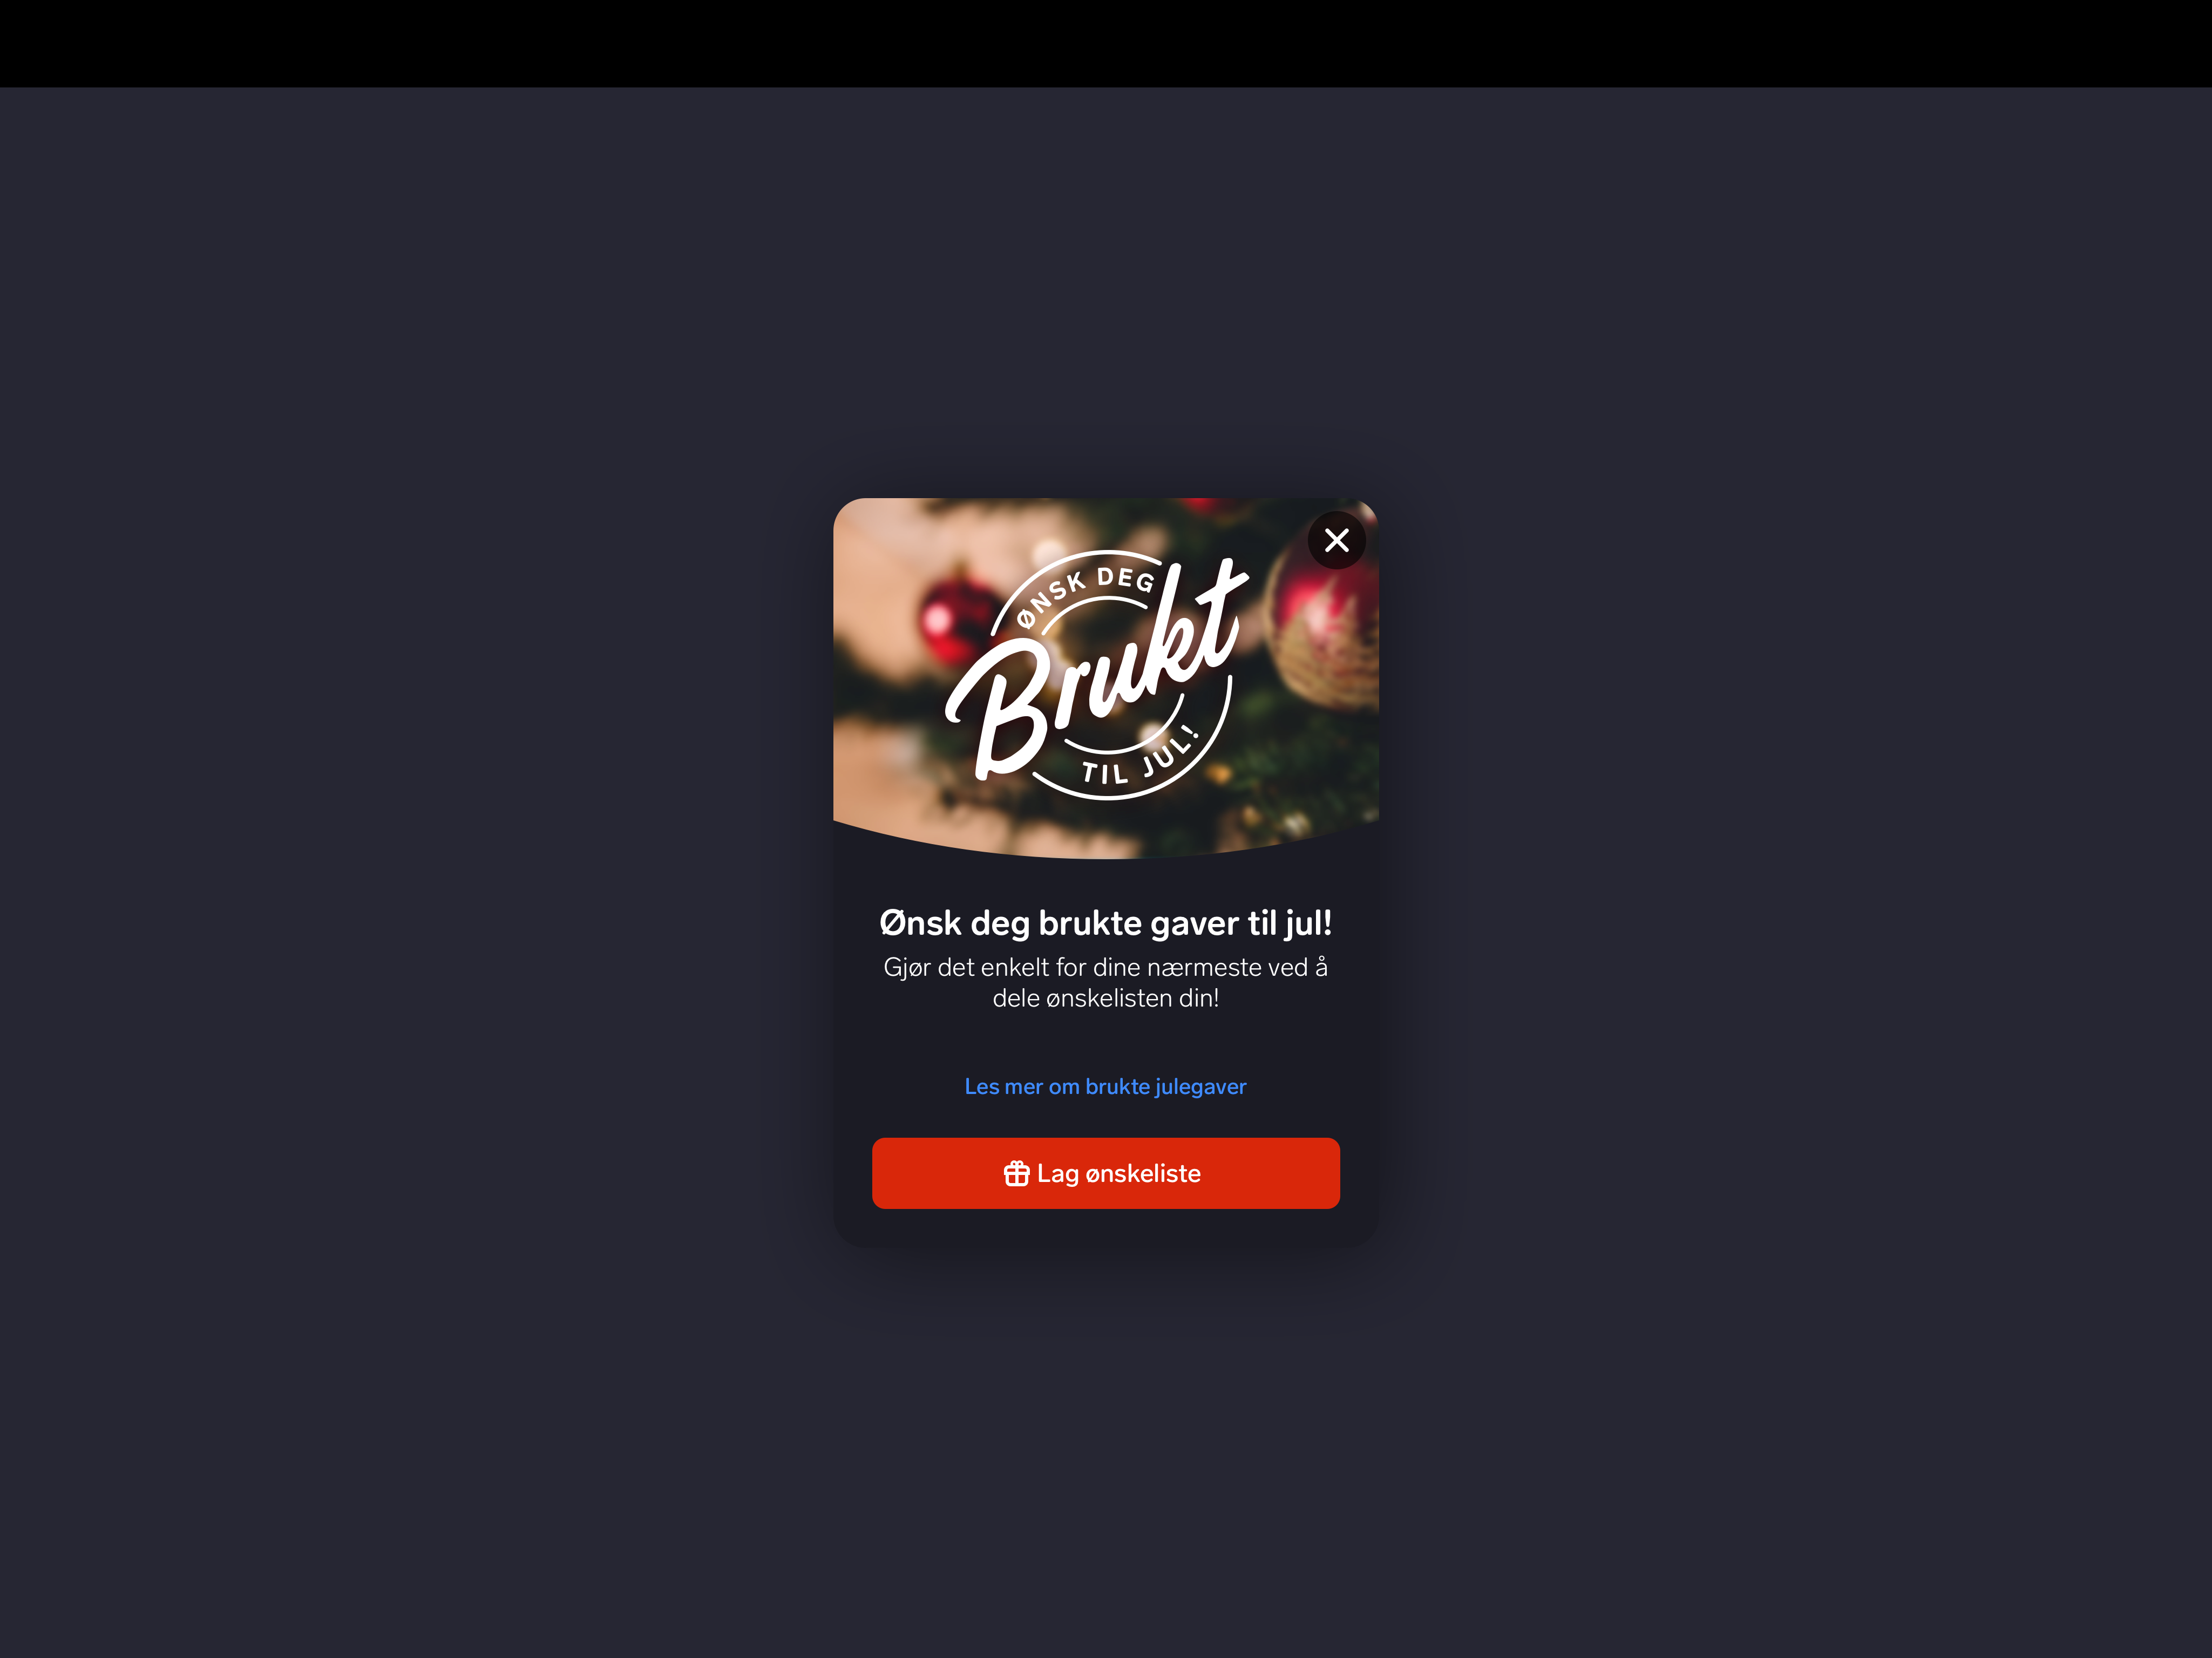 ØNSK DEG
Brukt
TIL JUL!
Ønsk deg brukte gaver til jul!
Gjør det enkelt for dine nærmeste ved å
dele ønskelisten din!
Les mer om brukte julegaver
Lag ønskeliste